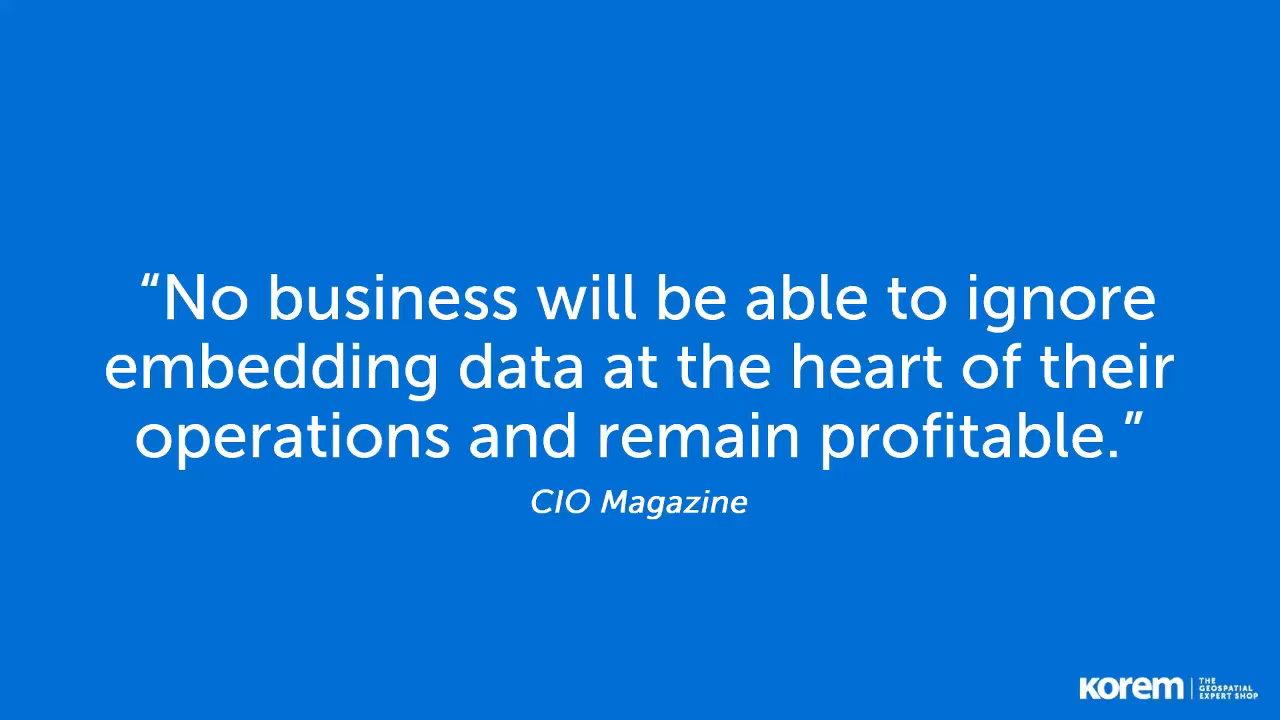 “No business will be able to ignore
embedding data at the heart of their
operations and remain profitable.”
CIO Magazine
Korem
THE
GEOSPATIAL
EXPERT SHOP